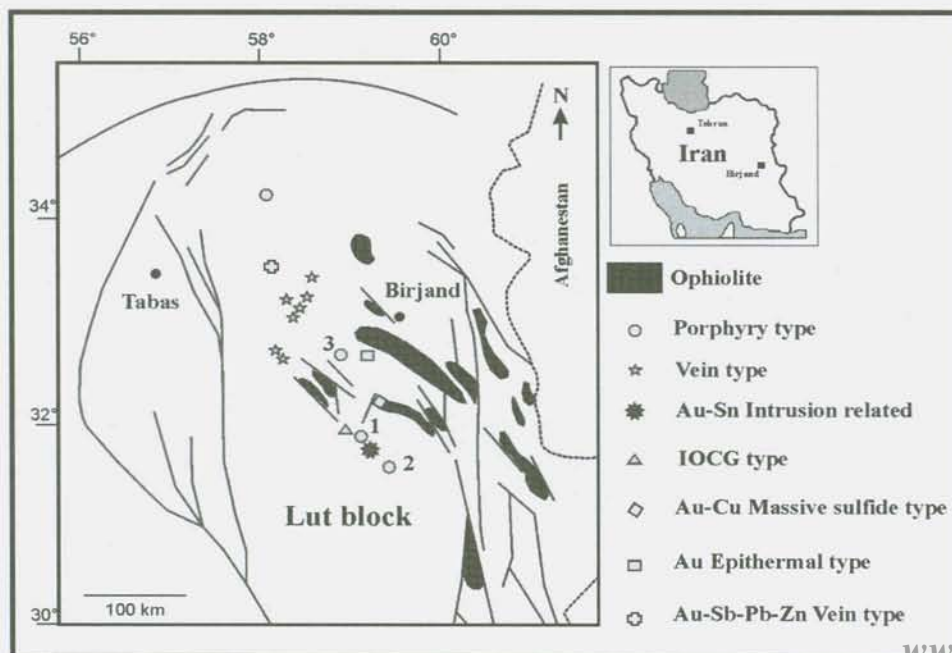 56° 58° 60°
N
34°
32°
30°
Afghanestan
Tabas
Birjand
3
1
2
Lut block
100 km
Tehran
Iran
Birjand
Ophiolite
Porphyry type
Vein type
Au-Sn Intrusion related
IOCG type
Au-Cu Massive sulfide type
Au Epithermal type
Au-Sb-Pb-Zn Vein type